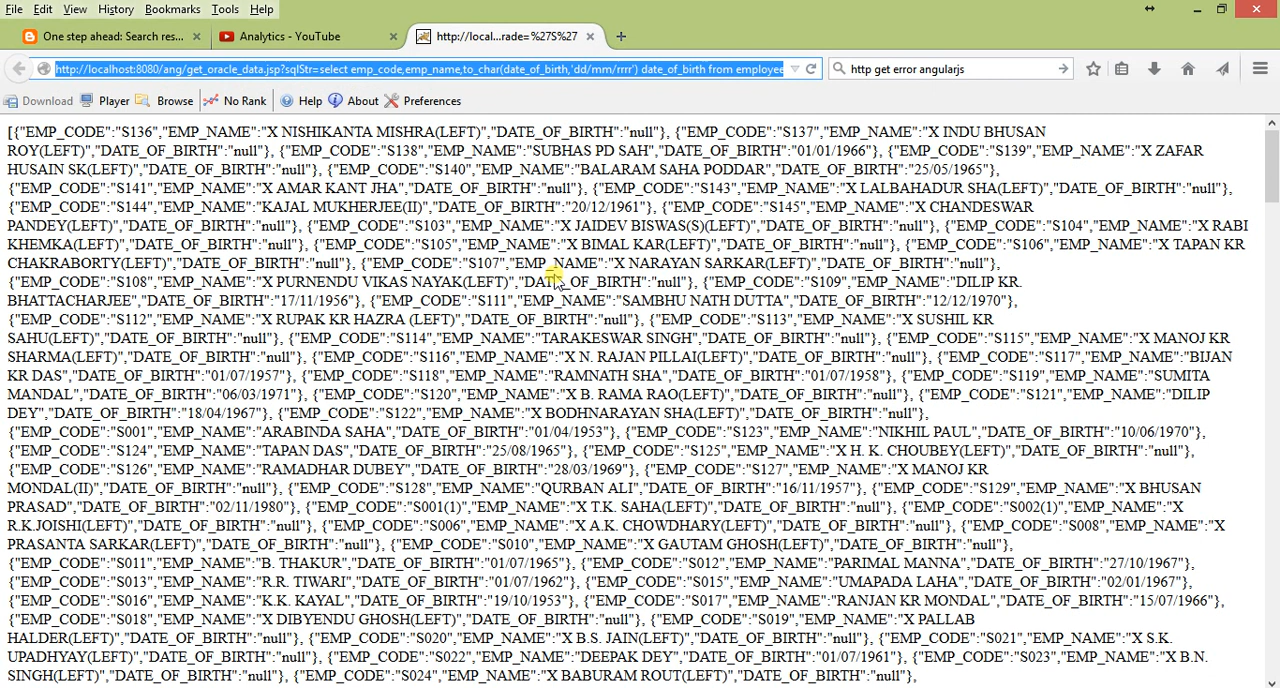 File Edit View History Bookmarks Tools Help
One step ahead: Search res... Analytics - YouTube http://local...rade=%27S%27
http://localhost:8080/ang/get_oracle_data.jsp?sqlStr=select emp_code,emp_name,to_char(date_of_birth,'dd/mm/rrrr') date_of_birth from employee http get error angularjs
Download Player Browse No Rank Help About Preferences
[{"EMP_CODE":"S136","EMP_NAME":"X NISHIKANTA MISHRA(LEFT)","DATE_OF_BIRTH":"null"}, {"EMP_CODE":"S137","EMP_NAME":"X INDU BHUSAN
ROY(LEFT)","DATE_OF_BIRTH":"null"}, {"EMP_CODE":"S138","EMP_NAME":"SUBHAS PD SAH","DATE_OF_BIRTH":"01/01/1966"}, {"EMP_CODE":"S139","EMP_NAME":"X ZAFAR
HUSAIN SK(LEFT)","DATE_OF_BIRTH":"null"}, {"EMP_CODE":"S140","EMP_NAME":"BALARAM SAHA PODDAR","DATE_OF_BIRTH":"25/05/1965"},
{"EMP_CODE":"S141","EMP_NAME":"X AMAR KANT JHA","DATE_OF_BIRTH":"null"}, {"EMP_CODE":"S143","EMP_NAME":"X LALBAHADUR SHA(LEFT)","DATE_OF_BIRTH":"null"},
{"EMP_CODE":"S144","EMP_NAME":"KAJAL MUKHERJEE(II)","DATE_OF_BIRTH":"20/12/1961"}, {"EMP_CODE":"S145","EMP_NAME":"X CHANDESWAR
PANDEY(LEFT)","DATE_OF_BIRTH":"null"}, {"EMP_CODE":"S103","EMP_NAME":"X JAIDEV BISWAS(S)(LEFT)","DATE_OF_BIRTH":"null"}, {"EMP_CODE":"S104","EMP_NAME":"X RABI
KHEMKA(LEFT)","DATE_OF_BIRTH":"null"}, {"EMP_CODE":"S105","EMP_NAME":"X BIMAL KAR(LEFT)","DATE_OF_BIRTH":"null"}, {"EMP_CODE":"S106","EMP_NAME":"X TAPAN KR
CHAKRABORTY(LEFT)","DATE_OF_BIRTH":"null"}, {"EMP_CODE":"S107","EMP_NAME":"X NARAYAN SARKAR(LEFT)","DATE_OF_BIRTH":"null"},
{"EMP_CODE":"S108","EMP_NAME":"X PURNENDU VIKAS NAYAK(LEFT)","DATE_OF_BIRTH":"null"}, {"EMP_CODE":"S109","EMP_NAME":"DILIP KR.
BHATTACHARJEE","DATE_OF_BIRTH":"17/11/1956"}, {"EMP_CODE":"S111","EMP_NAME":"SAMBHU NATH DUTTA","DATE_OF_BIRTH":"12/12/1970"},
{"EMP_CODE":"S112","EMP_NAME":"X RUPAK KR HAZRA (LEFT)","DATE_OF_BIRTH":"null"}, {"EMP_CODE":"S113","EMP_NAME":"X SUSHIL KR
SAHU(LEFT)","DATE_OF_BIRTH":"null"}, {"EMP_CODE":"S114","EMP_NAME":"TARAKESWAR SINGH","DATE_OF_BIRTH":"null"}, {"EMP_CODE":"S115","EMP_NAME":"X MANOJ KR
SHARMA(LEFT)","DATE_OF_BIRTH":"null"}, {"EMP_CODE":"S116","EMP_NAME":"X N. RAJAN PILLAI(LEFT)","DATE_OF_BIRTH":"null"}, {"EMP_CODE":"S117","EMP_NAME":"BIJAN
KR DAS","DATE_OF_BIRTH":"01/07/1957"}, {"EMP_CODE":"S118","EMP_NAME":"RAMNATH SHA","DATE_OF_BIRTH":"01/07/1958"}, {"EMP_CODE":"S119","EMP_NAME":"SUMITA
MANDAL","DATE_OF_BIRTH":"06/03/1971"}, {"EMP_CODE":"S120","EMP_NAME":"X B. RAMA RAO(LEFT)","DATE_OF_BIRTH":"null"}, {"EMP_CODE":"S121","EMP_NAME":"DILIP
DEY","DATE_OF_BIRTH":"18/04/1967"}, {"EMP_CODE":"S122","EMP_NAME":"X BODHNARAYAN SHA(LEFT)","DATE_OF_BIRTH":"null"},
{"EMP_CODE":"S001","EMP_NAME":"ARABINDA SAHA","DATE_OF_BIRTH":"01/04/1953"}, {"EMP_CODE":"S123","EMP_NAME":"NIKHIL PAUL","DATE_OF_BIRTH":"10/06/1970"},
{"EMP_CODE":"S124","EMP_NAME":"TAPAN DAS","DATE_OF_BIRTH":"25/08/1965"}, {"EMP_CODE":"S125","EMP_NAME":"X H. K. CHOUBEY(LEFT)","DATE_OF_BIRTH":"null"},
{"EMP_CODE":"S126","EMP_NAME":"RAMADHAR DUBEY","DATE_OF_BIRTH":"28/03/1969"}, {"EMP_CODE":"S127","EMP_NAME":"X MANOJ KR
MONDAL(II)","DATE_OF_BIRTH":"null"}, {"EMP_CODE":"S128","EMP_NAME":"QURBAN ALI","DATE_OF_BIRTH":"16/11/1957"}, {"EMP_CODE":"S129","EMP_NAME":"X BHUSAN
PRASAD","DATE_OF_BIRTH":"02/11/1980"}, {"EMP_CODE":"S001(1)","EMP_NAME":"X T.K. SAHA(LEFT)","DATE_OF_BIRTH":"null"}, {"EMP_CODE":"S002(1)","EMP_NAME":"X
R.K.JOISHI(LEFT)","DATE_OF_BIRTH":"null"}, {"EMP_CODE":"S006","EMP_NAME":"X A.K. CHOWDHARY(LEFT)","DATE_OF_BIRTH":"null"}, {"EMP_CODE":"S008","EMP_NAME":"X
PRASANTA SARKAR(LEFT)","DATE_OF_BIRTH":"null"}, {"EMP_CODE":"S010","EMP_NAME":"X GAUTAM GHOSH(LEFT)","DATE_OF_BIRTH":"null"},
{"EMP_CODE":"S011","EMP_NAME":"B. THAKUR","DATE_OF_BIRTH":"01/07/1965"}, {"EMP_CODE":"S012","EMP_NAME":"PARIMAL MANNA","DATE_OF_BIRTH":"27/10/1967"},
{"EMP_CODE":"S013","EMP_NAME":"R.R. TIWARI","DATE_OF_BIRTH":"01/07/1962"}, {"EMP_CODE":"S015","EMP_NAME":"UMAPADA LAHA","DATE_OF_BIRTH":"02/01/1967"},
{"EMP_CODE":"S016","EMP_NAME":"K.K. KAYAL","DATE_OF_BIRTH":"19/10/1953"}, {"EMP_CODE":"S017","EMP_NAME":"RANJAN KR MONDAL","DATE_OF_BIRTH":"15/07/1966"},
{"EMP_CODE":"S018","EMP_NAME":"X DIBYENDU GHOSH(LEFT)","DATE_OF_BIRTH":"null"}, {"EMP_CODE":"S019","EMP_NAME":"X PALLAB
HALDER(LEFT)","DATE_OF_BIRTH":"null"}, {"EMP_CODE":"S020","EMP_NAME":"X B.S. JAIN(LEFT)","DATE_OF_BIRTH":"null"}, {"EMP_CODE":"S021","EMP_NAME":"X S.K.
UPADHYAY(LEFT)","DATE_OF_BIRTH":"null"}, {"EMP_CODE":"S022","EMP_NAME":"DEEPAK DEY","DATE_OF_BIRTH":"01/07/1961"}, {"EMP_CODE":"S023","EMP_NAME":"X B.N.
SINGH(LEFT)","DATE_OF_BIRTH":"null"}, {"EMP_CODE":"S024","EMP_NAME":"X BABURAM ROUT(LEFT)","DATE_OF_BIRTH":"null"},